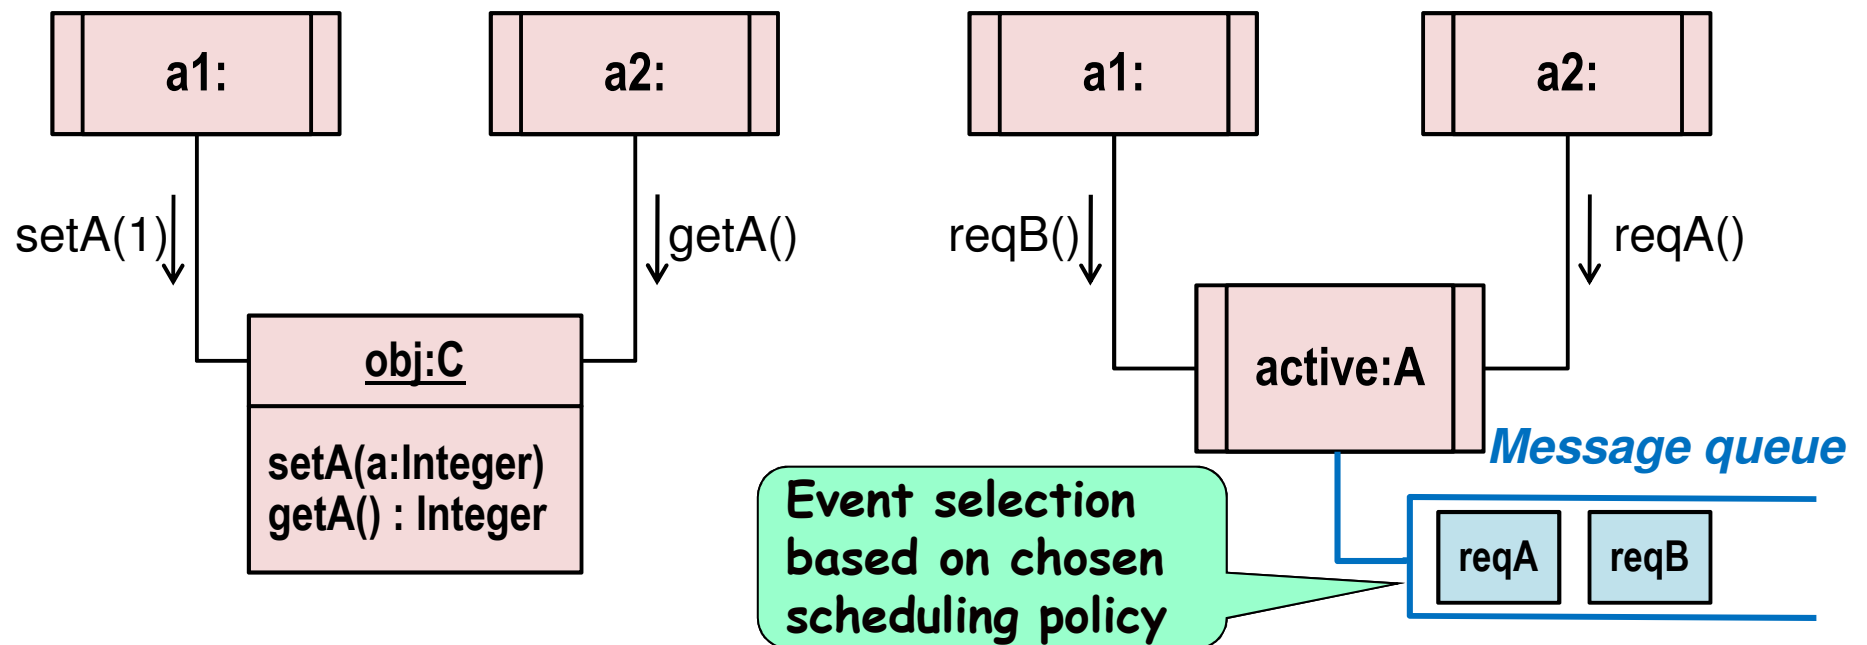 a1:
a2:
setA(1)
getA()
obj:C
setA(a:Integer)
getA() : Integer
a1:
a2:
reqB()
reqA()
active:A
Message queue
Event selection
based on chosen
scheduling policy
reqA
reqB